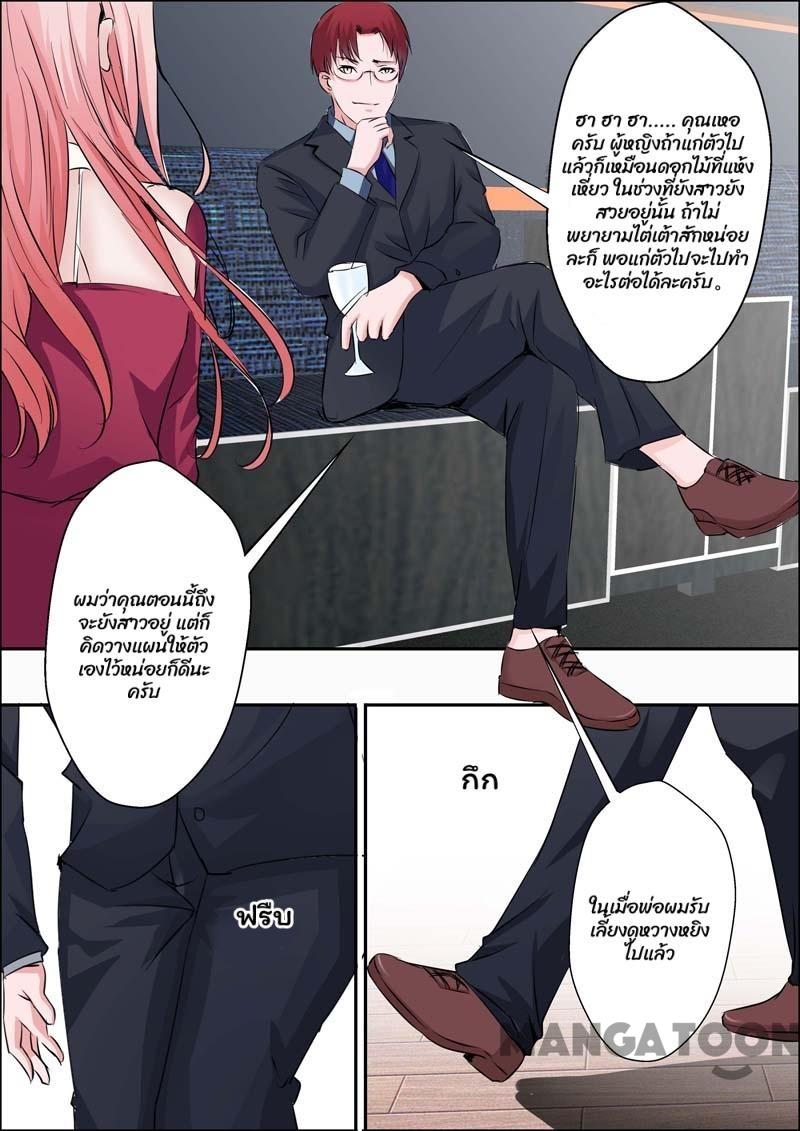 ฮา ฮา ฮา..... คุณเหอ
ครับ ผู้หญิงถ้าแก่ตัวไป
แล้วก็เหมือนดอกไม้ที่แห้ง
เหี่ยว ในช่วงที่ยังสาวยัง
สวยอยู่นั้น ถ้าไม่
พยายามไต่เต้าสักหน่อย
ละก็ พอแก่ตัวไปจะไปทำ
อะไรต่อได้ละครับ。
ผมว่าคุณตอนนี้ถึง
จะยังสาวอยู่ แต่ก็
คิดวางแผนให้ตัว
เองไว้หน่อยก็ดีนะ
ครับ
ฟรืบ
กึก
ในเมื่อพ่อผมรับ
เลี้ยงดูหวางหยิง
ไปแล้ว
MANGATOON